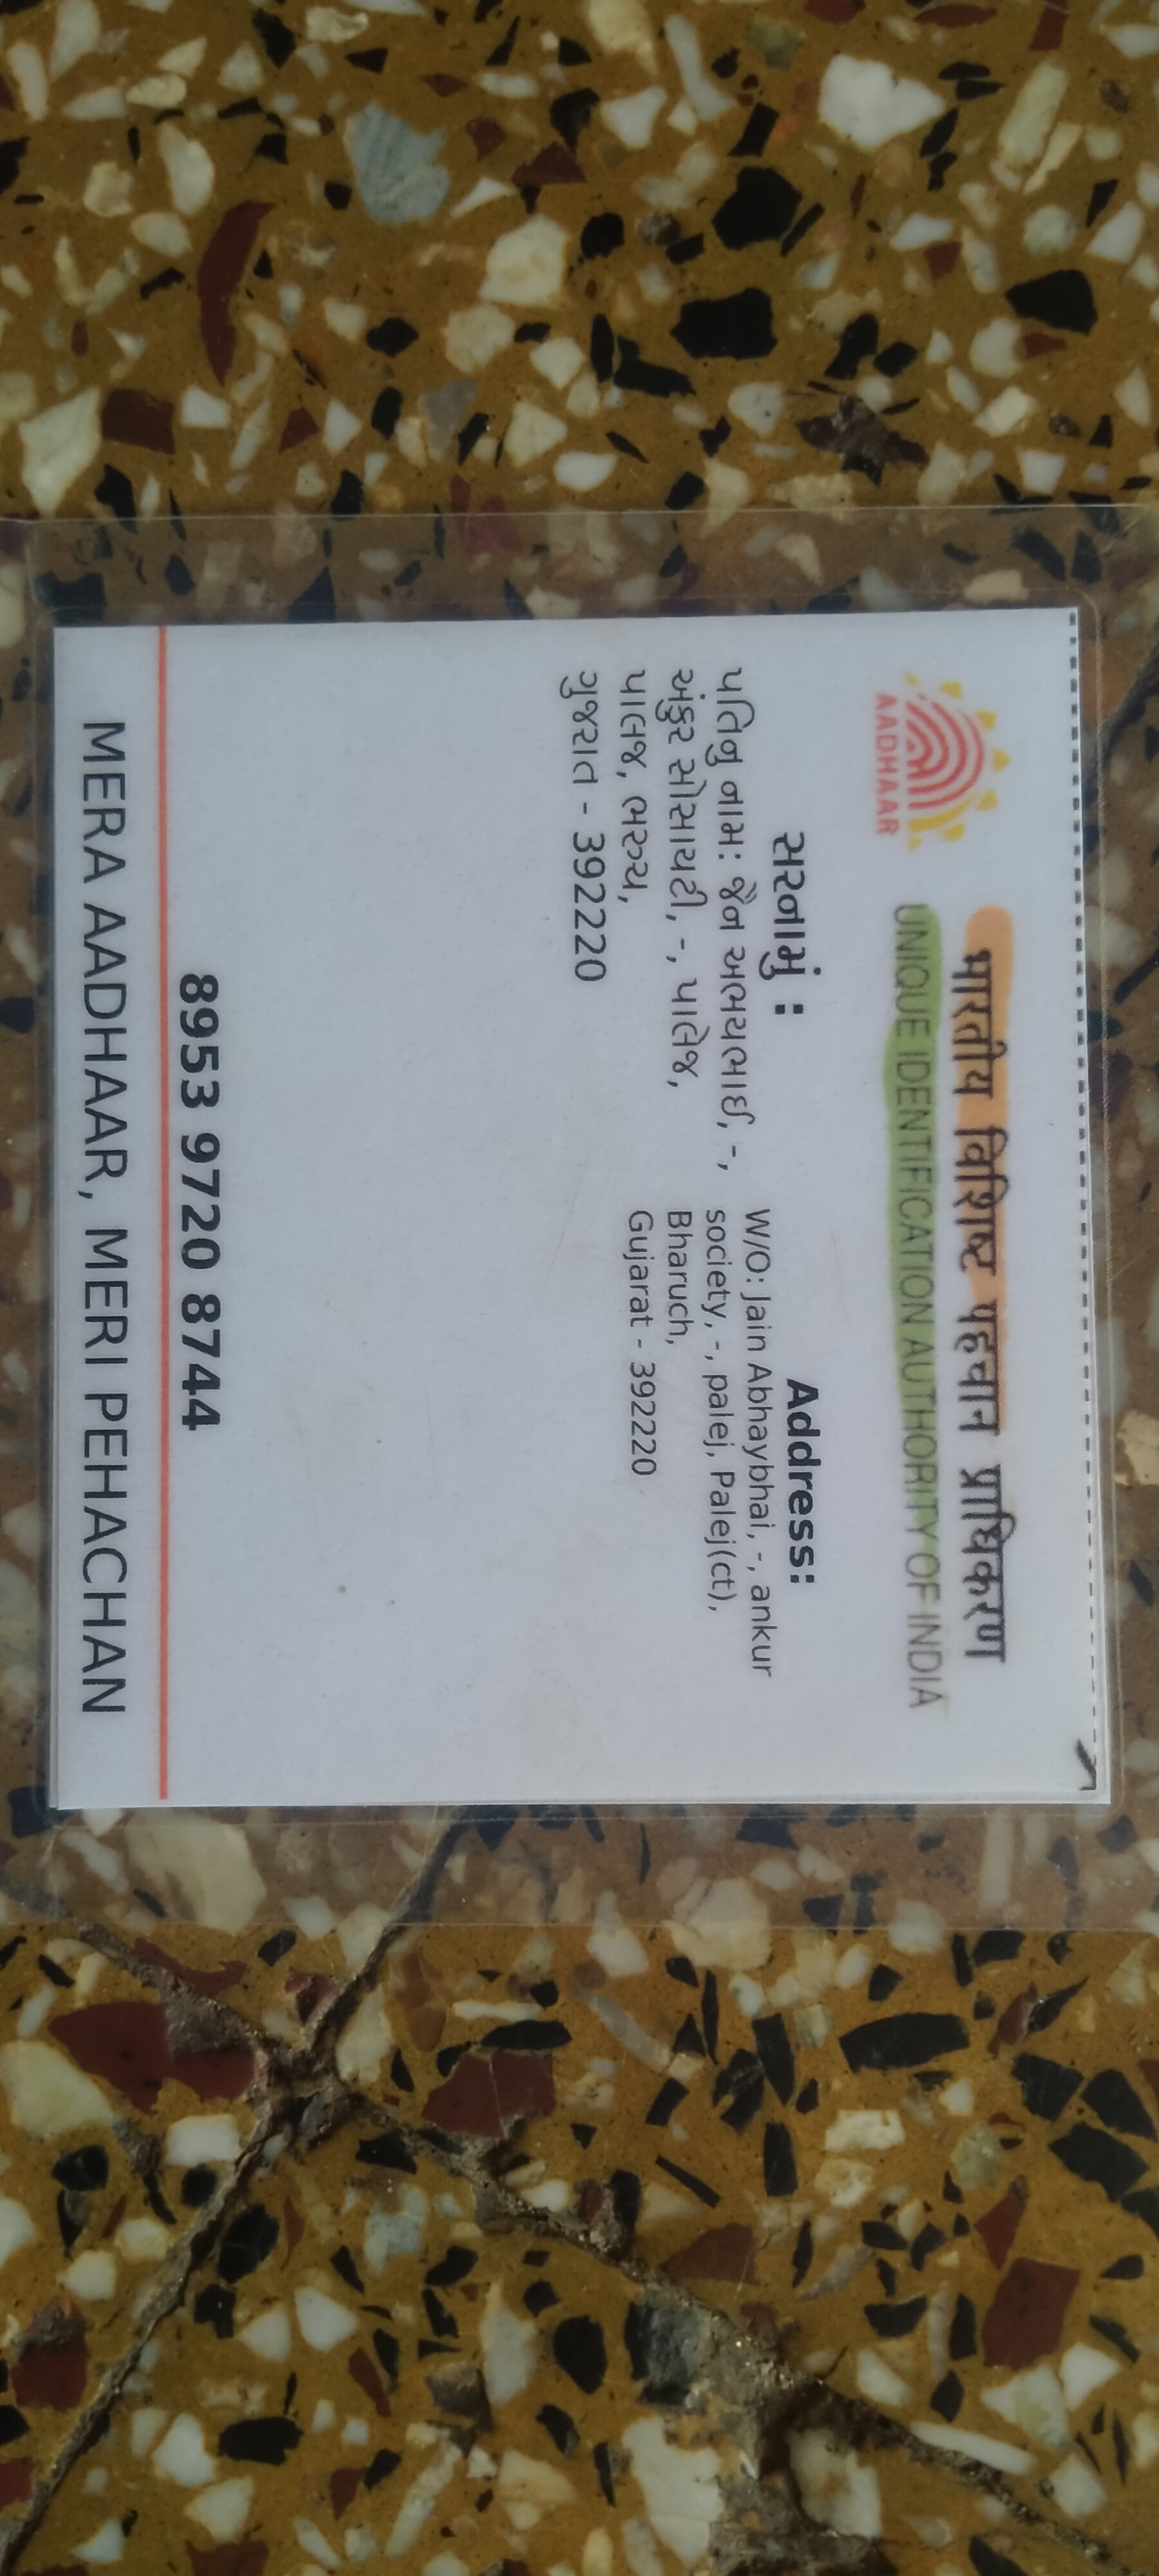 भारतीय विशिष्ट पहचान प्राधिकरण
UNIQUE IDENTIFICATION AUTHORITY OF INDIA
AADHAAR
સરનામું :
પતિનુ નામ: જૈન અભયભાઈ, -,
અંકુર સોસાયટી, -, પાલેજ,
પાલજ, ભરુચ,
ગુજરાત - 392220
Address:
W/O: Jain Abhaybhai, -, ankur
society, -, palej, Palej(ct),
Bharuch,
Gujarat - 392220
8953 9720 8744
MERA AADHAAR, MERI PEHACHAN